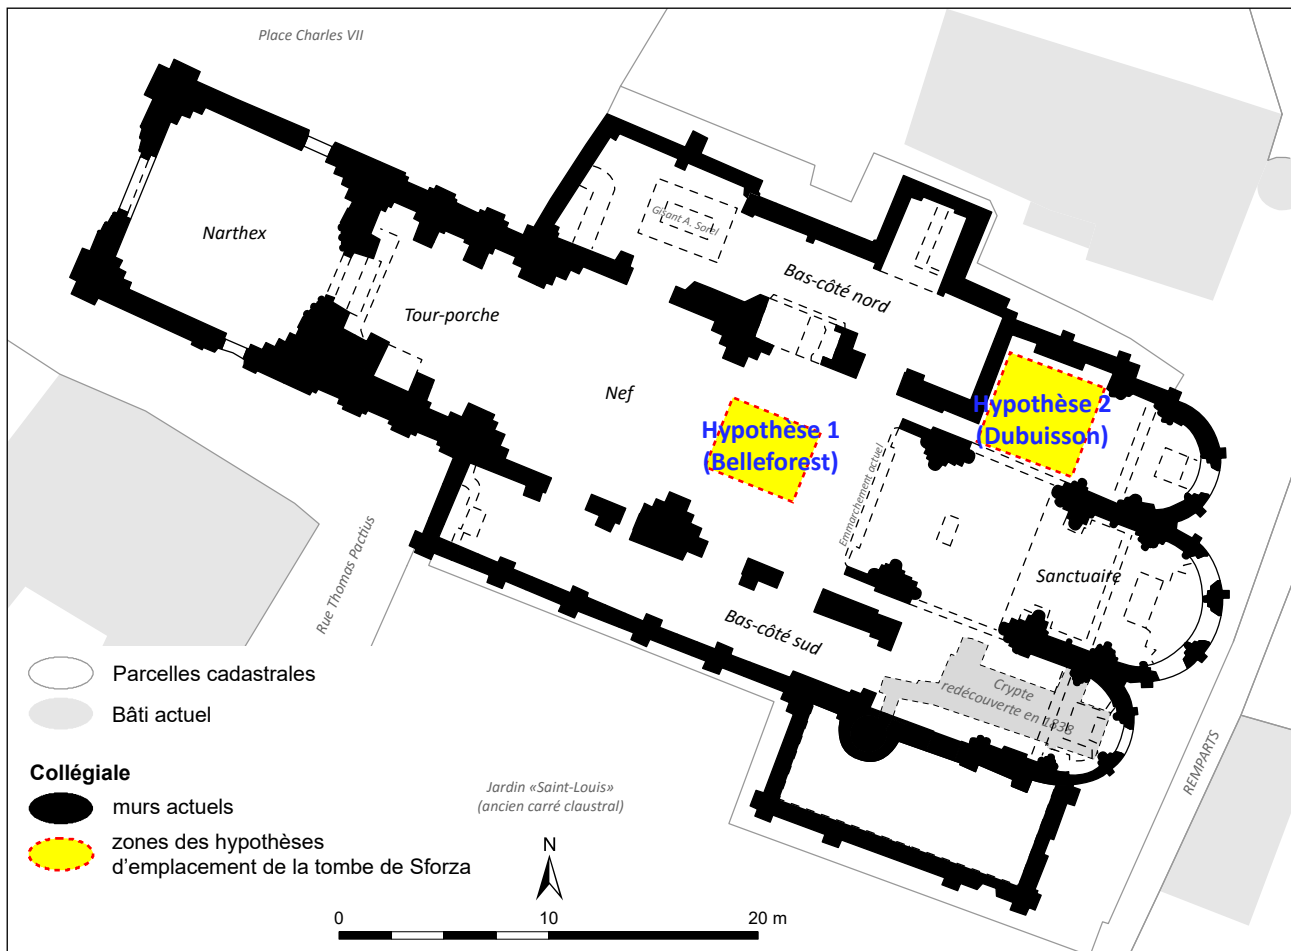 Place Charles VII
Narthex
Gisant A. Sorel
Bas-côté nord
Tour-porche
Nef
Hypothèse 1
(Belleforest)
Hypothèse 2
(Dubuisson)
Emmarchement actuel
Sanctuaire
Rue Thomas Pactius
Bas-côté sud
Crypte
redécouverte en 1838
REMPARTS
Jardin «Saint-Louis»
(ancien carré claustral)
Parcelles cadastrales
Bâti actuel
Collégiale
murs actuels
zones des hypothèses
d'emplacement de la tombe de Sforza
N
0 10 20 m